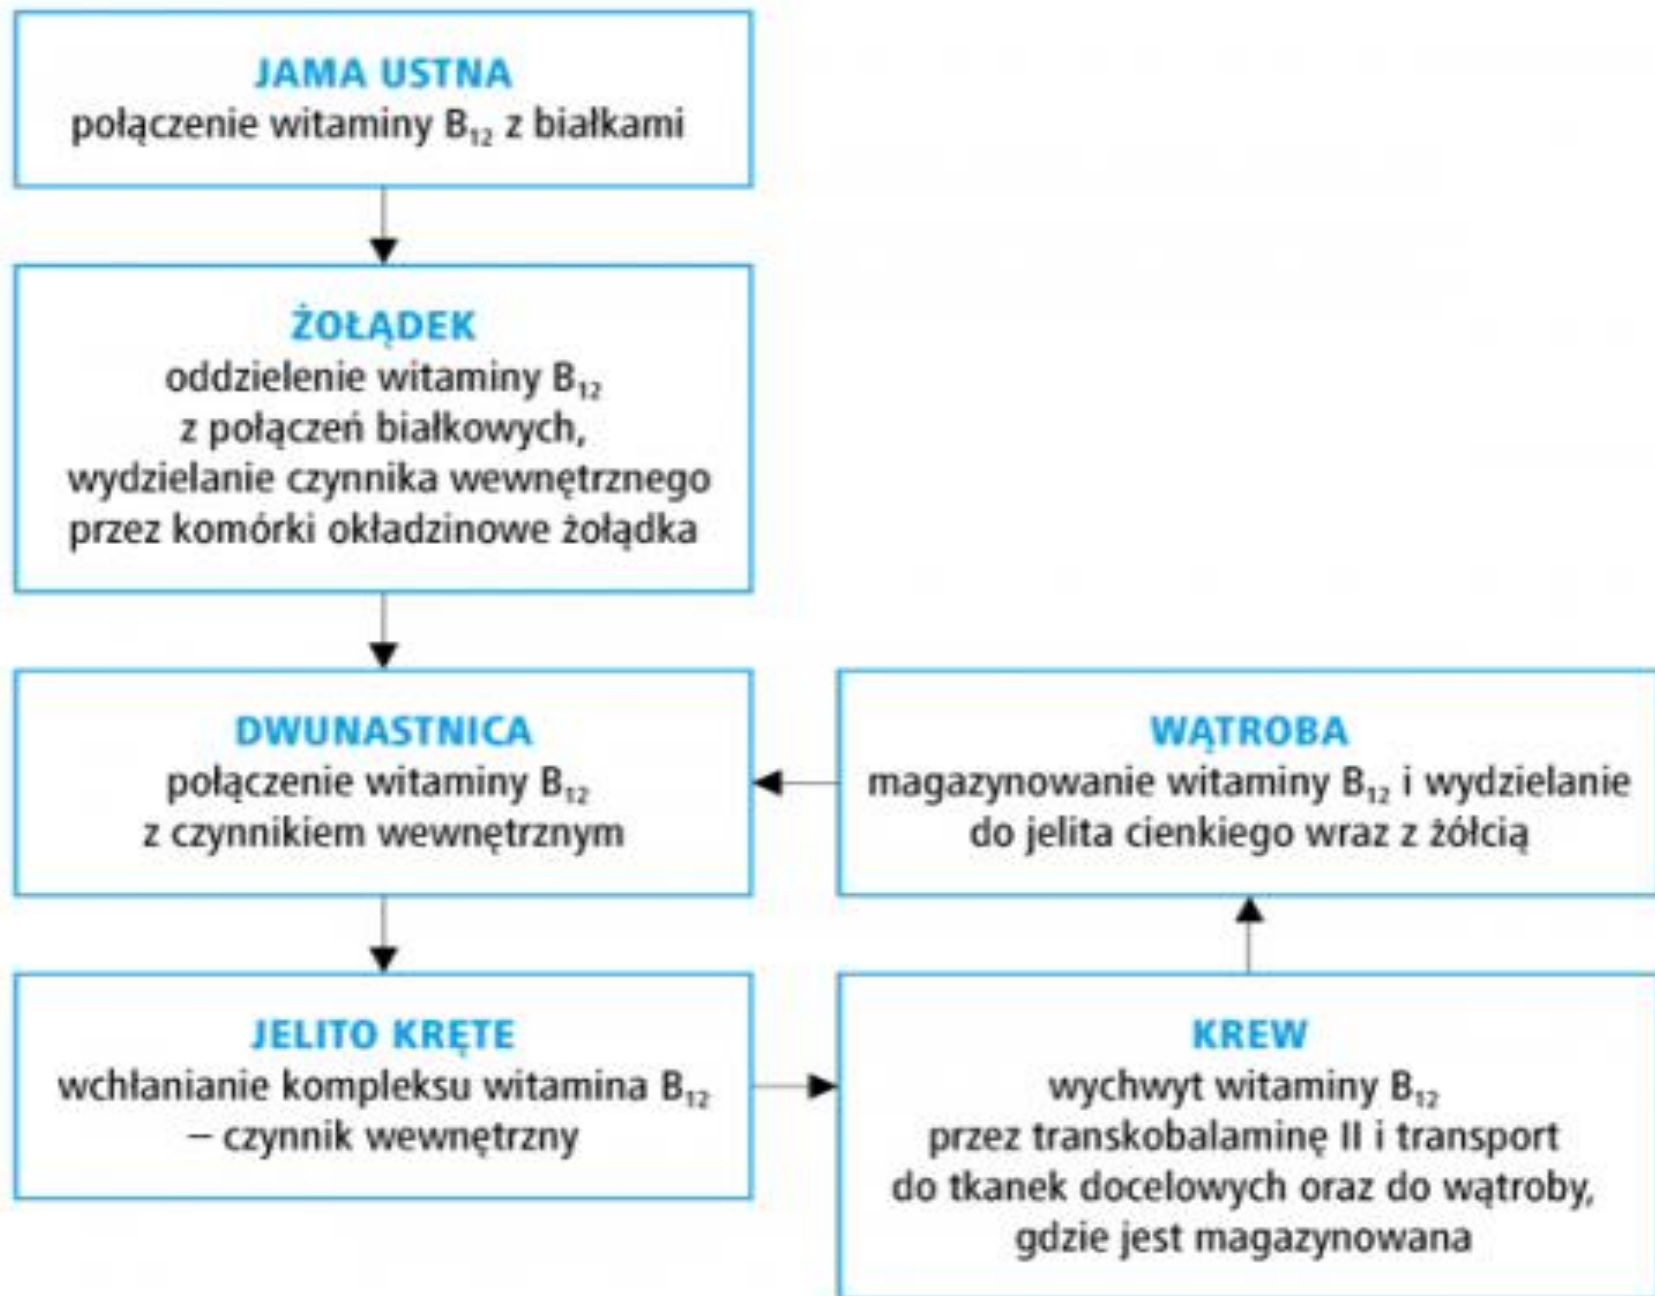 JAMA USTNA
połączenie witaminy B₁₂ z białkami
ŻOŁĄDEK
oddzielenie witaminy B₁₂
z połączeń białkowych,
wydzielanie czynnika wewnętrznego
przez komórki okładzinowe żołądka
DWUNASTNICA
połączenie witaminy B₁₂
z czynnikiem wewnętrznym
WĄTROBA
magazynowanie witaminy B₁₂ i wydzielanie
do jelita cienkiego wraz z żółcią
JELITO KRĘTE
wchłanianie kompleksu witamina B₁₂
– czynnik wewnętrzny
KREW
wychwyt witaminy B₁₂
przez transkobalaminę II i transport
do tkanek docelowych oraz do wątroby,
gdzie jest magazynowana